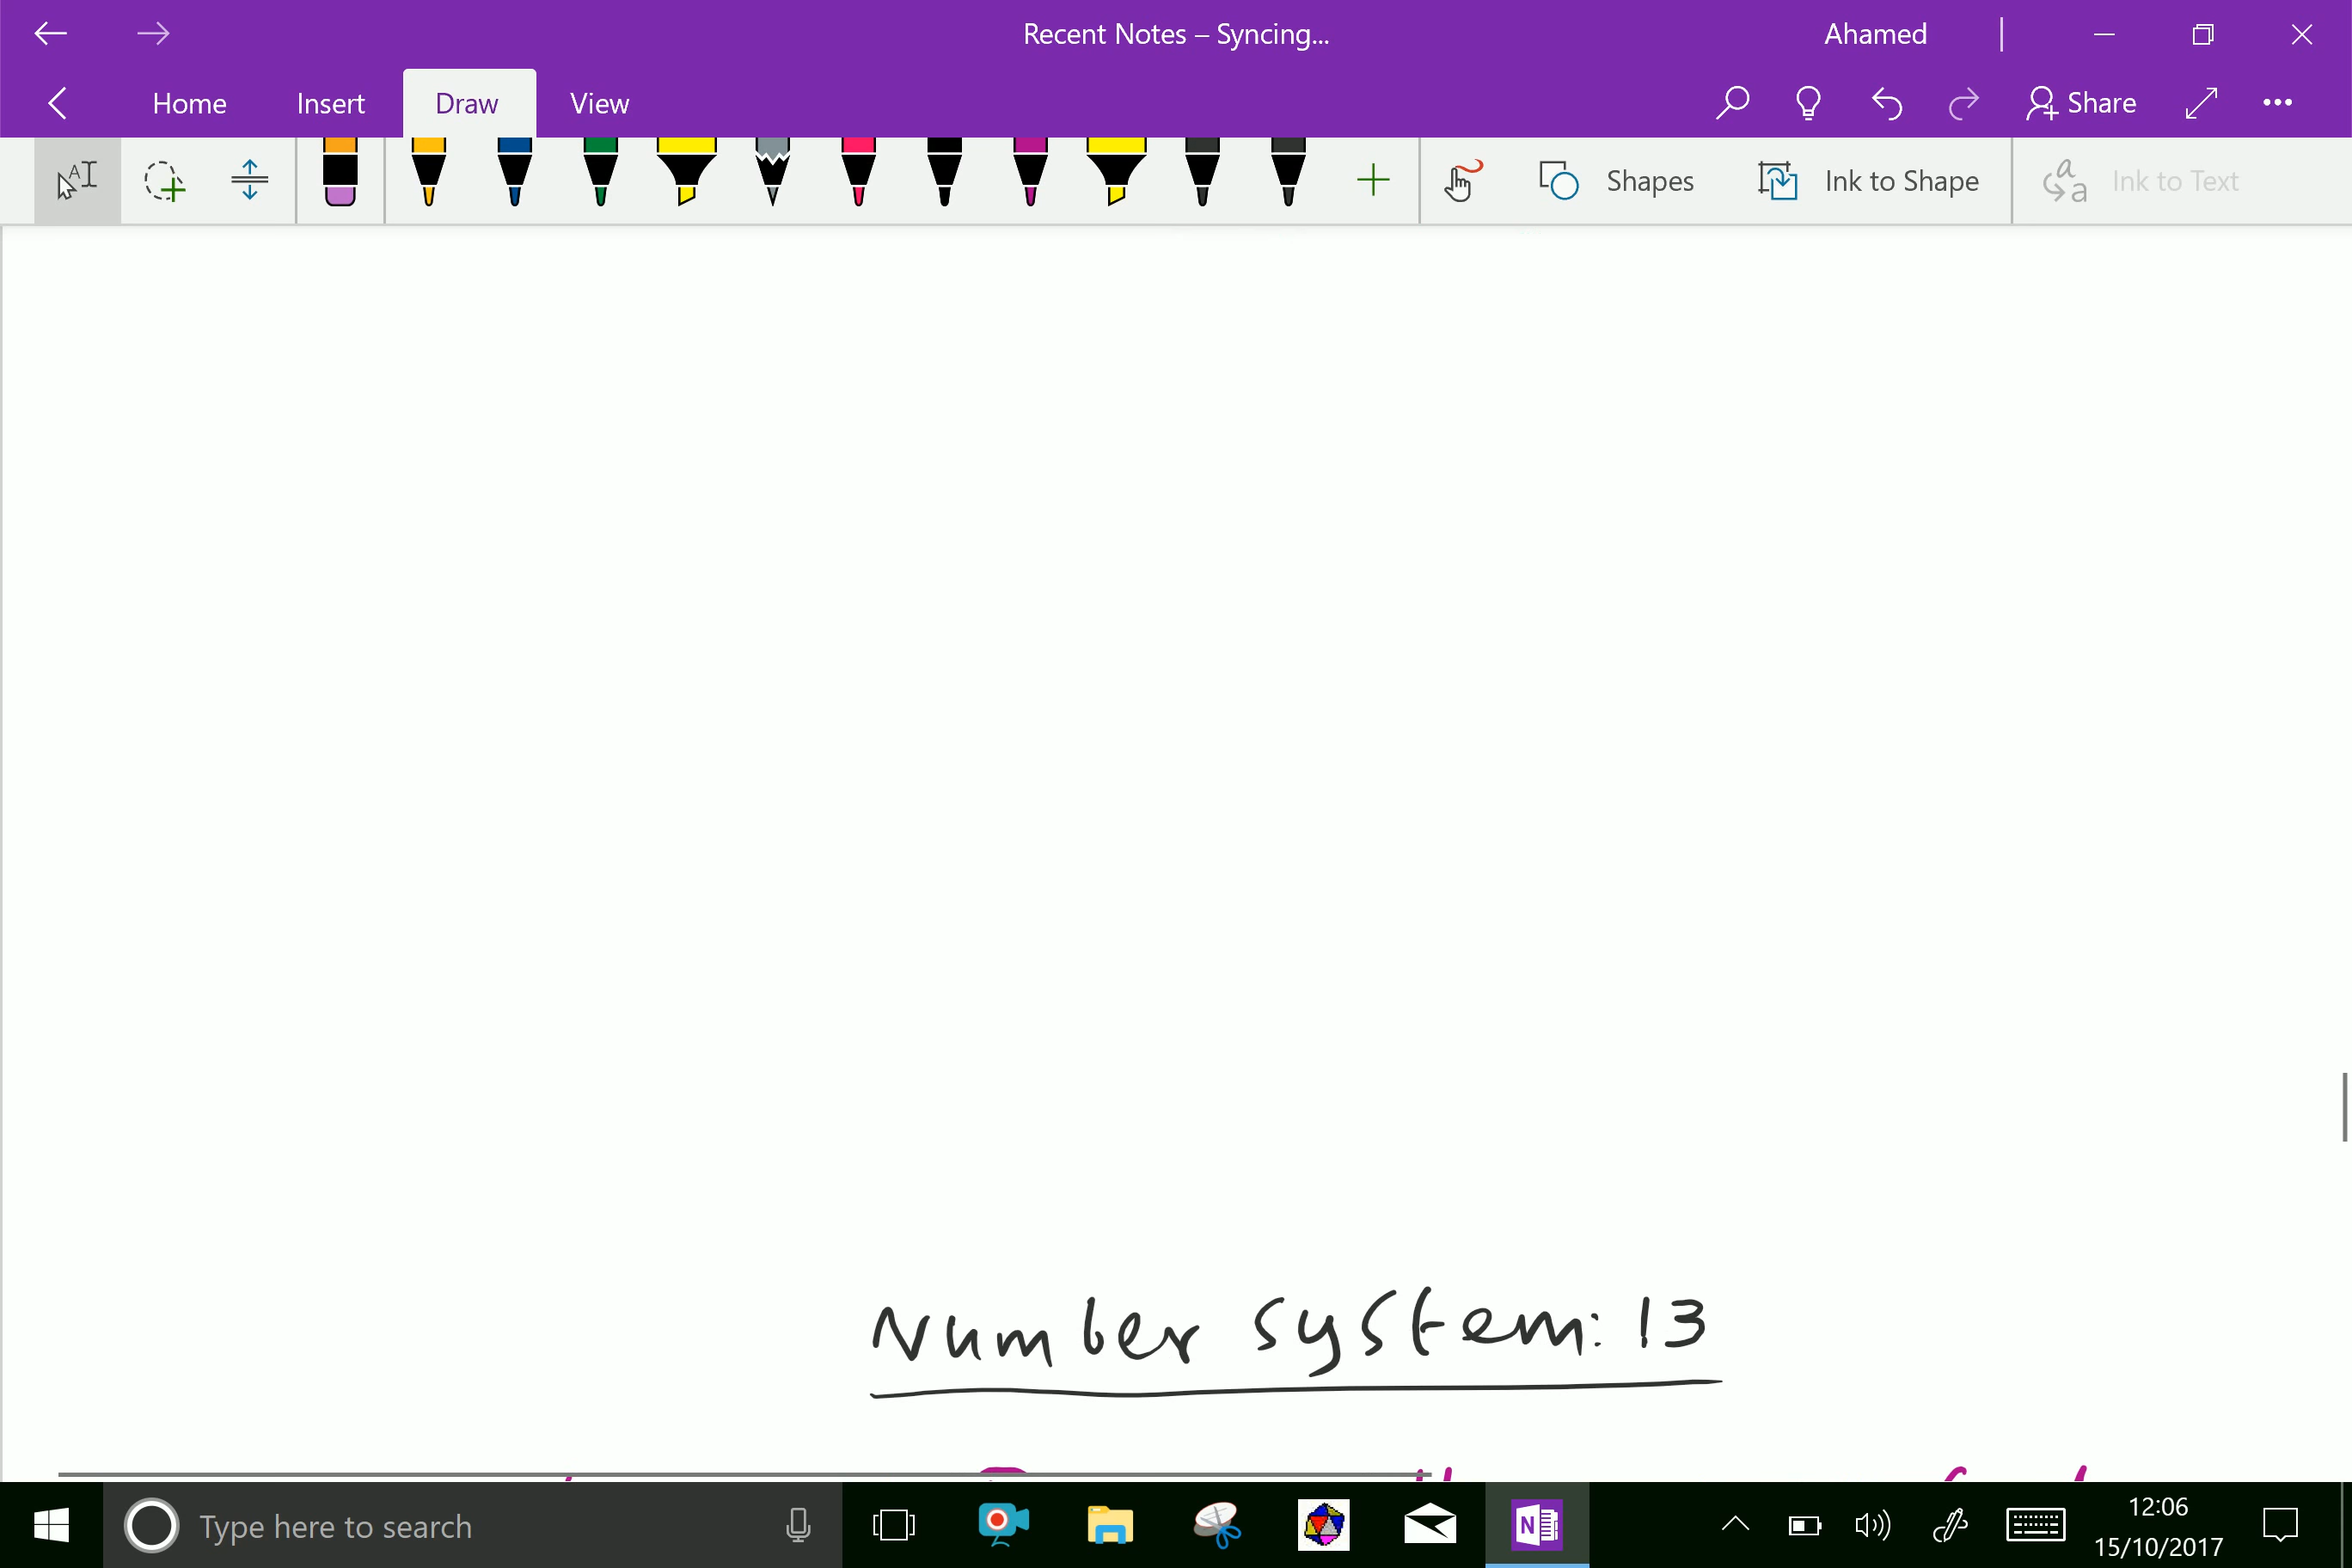 Recent Notes – Syncing...
Ahamed
Home Insert Draw View
Share
Shapes Ink to Shape Ink to Text
Number system: 13
Type here to search
12:06
15/10/2017